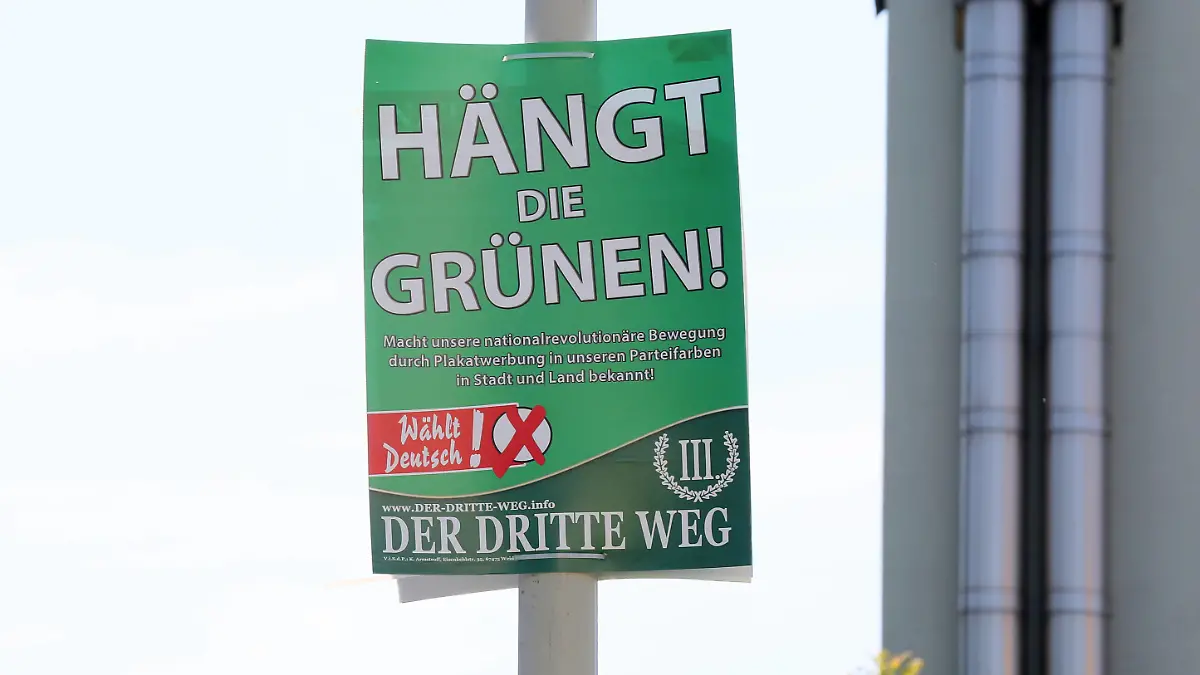 HÄNGT
DIE
GRÜNEN!
Macht unsere nationalrevolutionäre Bewegung
durch Plakatwerbung in unseren Parteifarben
in Stadt und Land bekannt!
Wählt
Deutsch!
III.
www.DER-DRITTE-WEG.info
DER DRITTE WEG
V.i.S.d.P.: K. Armstroff,